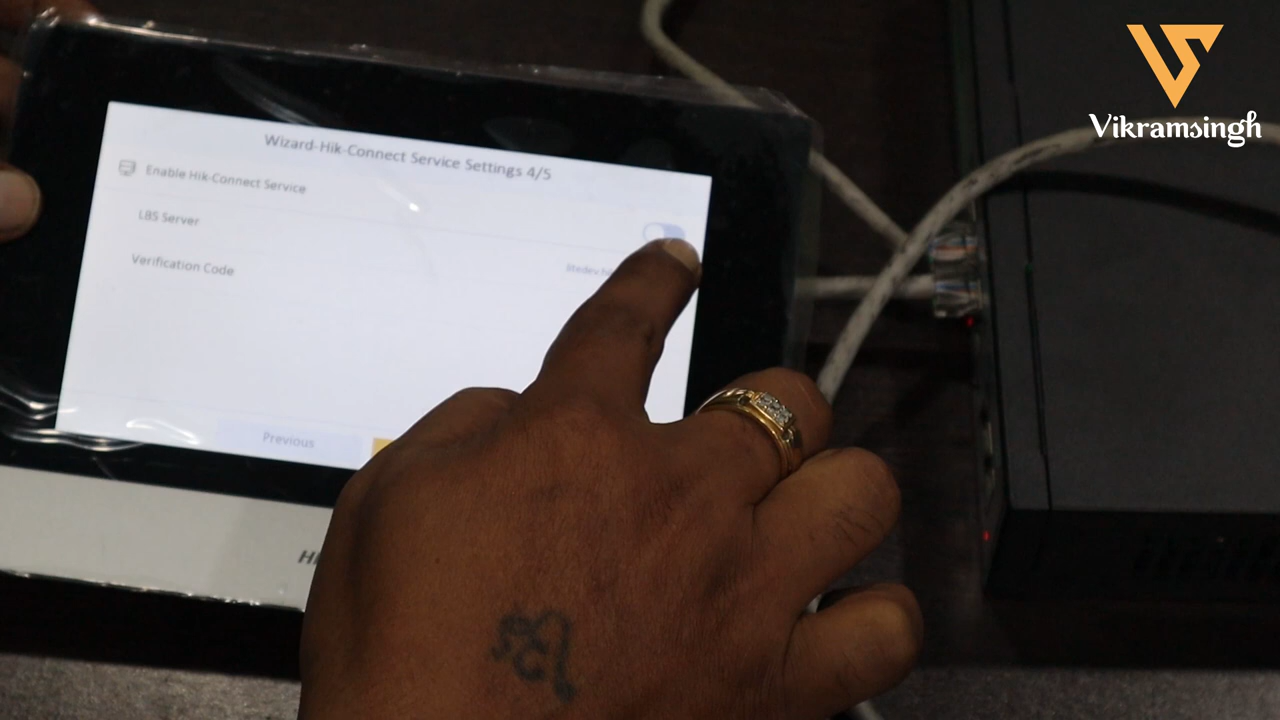 Vikramsingh
Wizard-Hik-Connect Service Settings 4/5
Enable Hik-Connect Service
LBS Server
Verification Code
Previous